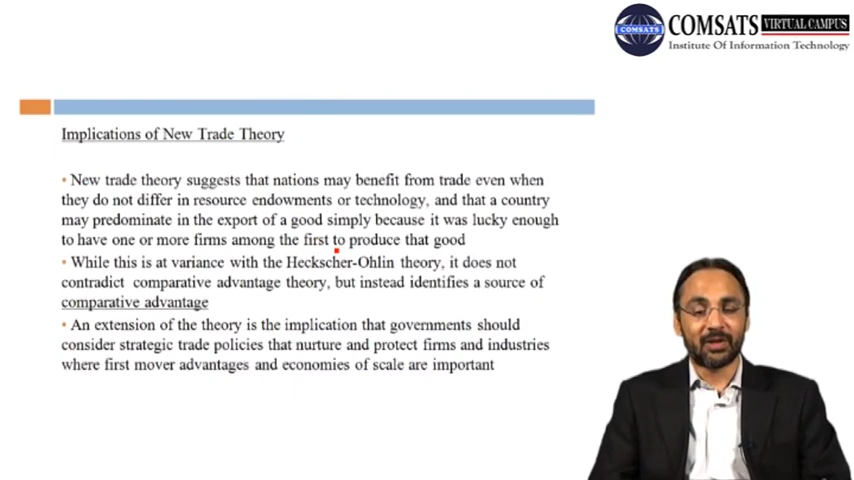 COMSATS
COMSATS VIRTUAL CAMPUS
Institute Of Information Technology
Implications of New Trade Theory
• New trade theory suggests that nations may benefit from trade even when
they do not differ in resource endowments or technology, and that a country
may predominate in the export of a good simply because it was lucky enough
to have one or more firms among the first to produce that good
• While this is at variance with the Heckscher-Ohlin theory, it does not
contradict comparative advantage theory, but instead identifies a source of
comparative advantage
• An extension of the theory is the implication that governments should
consider strategic trade policies that nurture and protect firms and industries
where first mover advantages and economies of scale are important